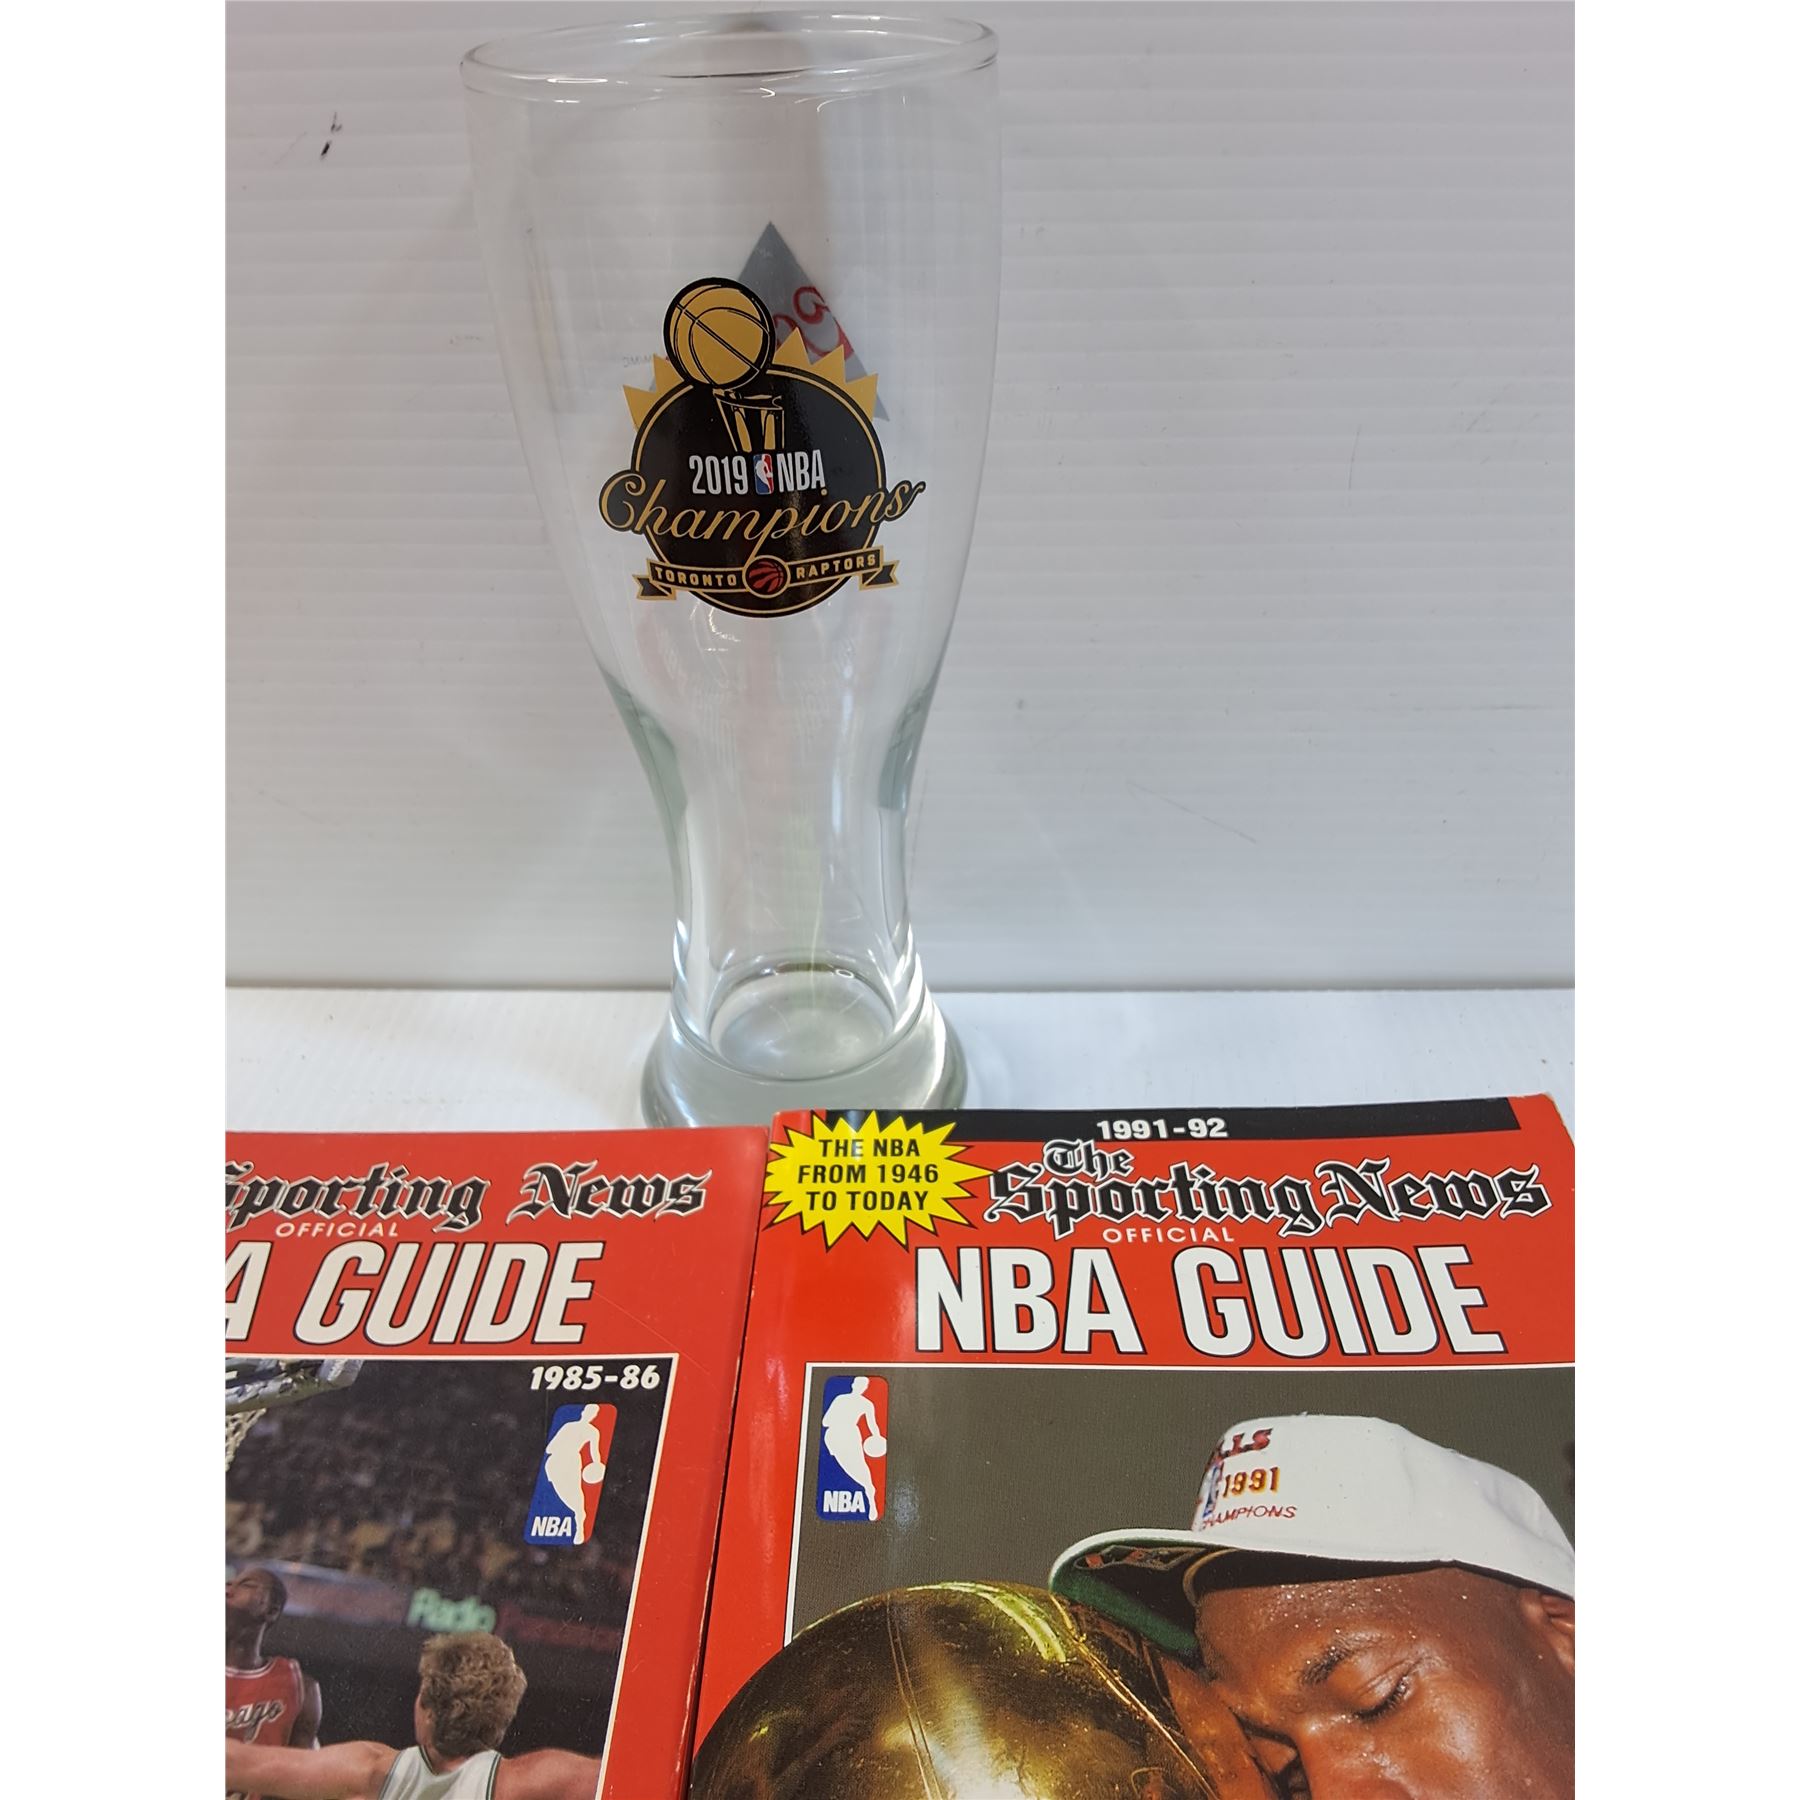 2019 NBA
Champions
TORONTO RAPTORS
Sporting News
OFFICIAL
A GUIDE
1985-86
NBA
Radio
THE NBA
FROM 1946
TO TODAY
1991-92
The
Sporting News
OFFICIAL
NBA GUIDE
NBA
1991